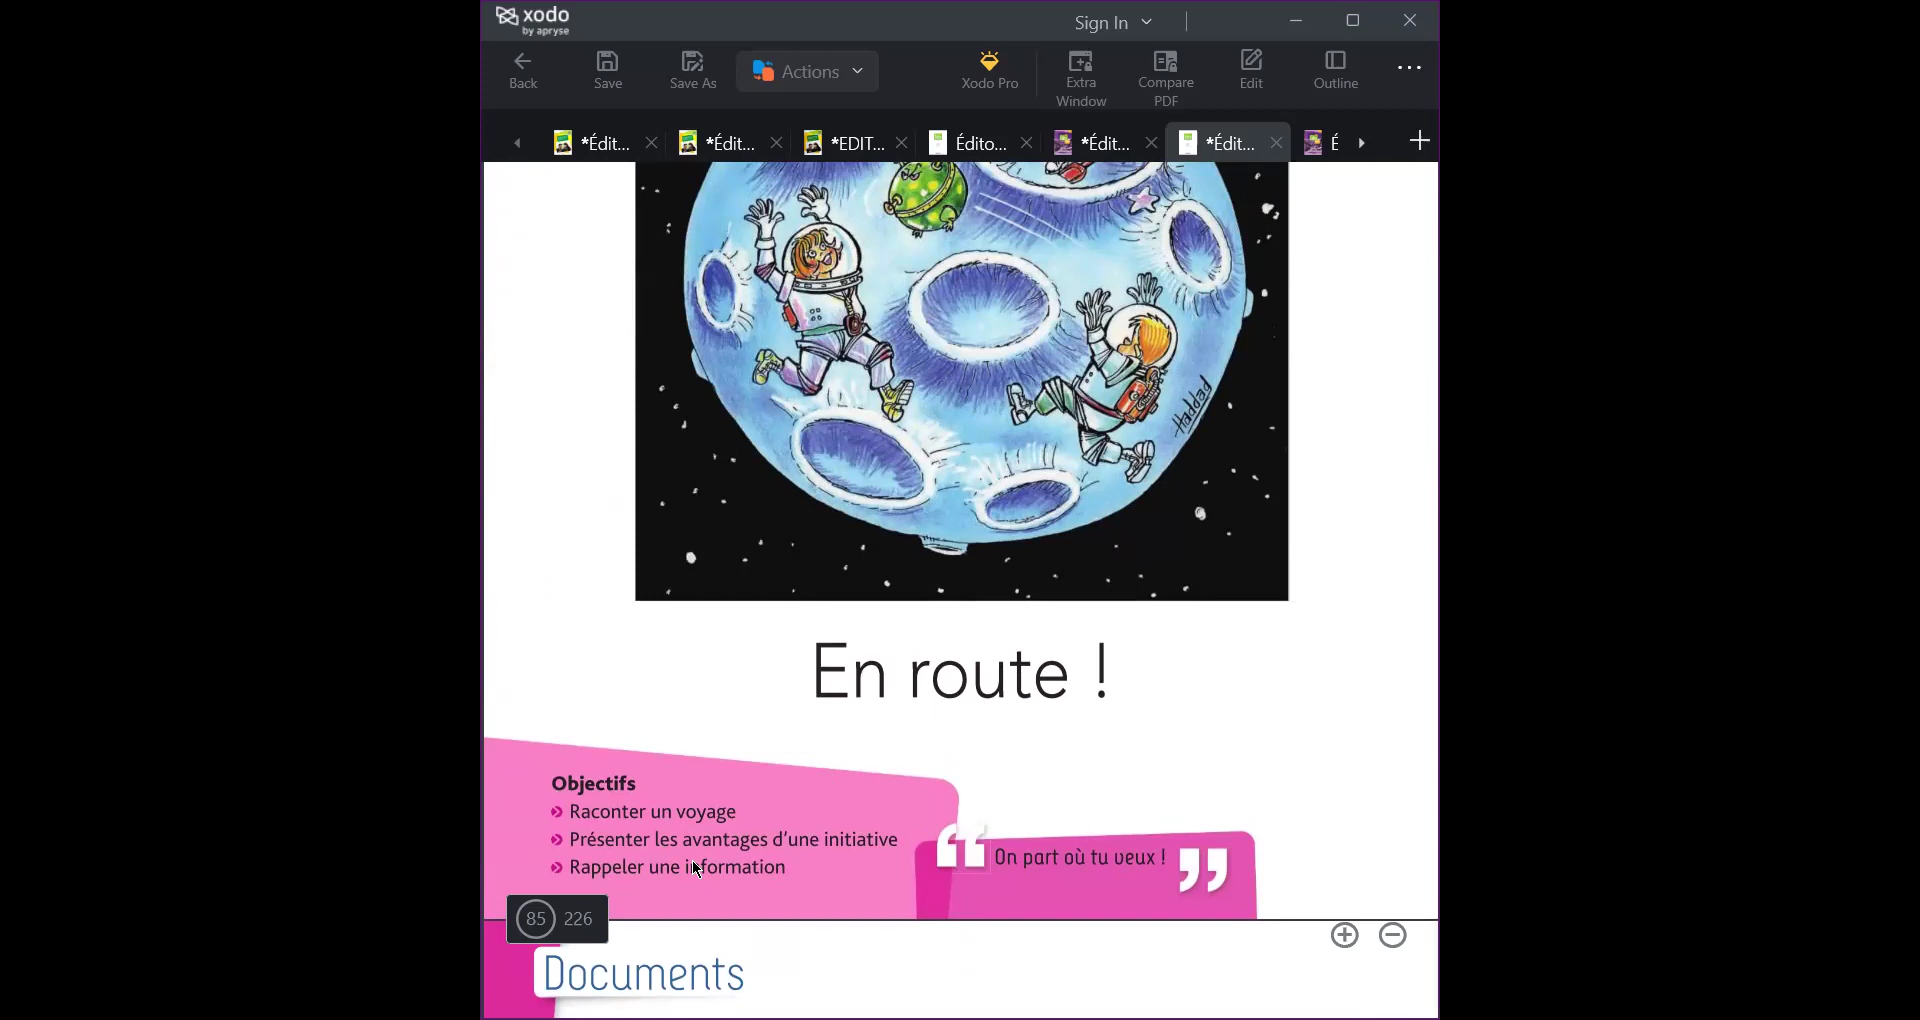 xodo
by apryse
Sign In
Back
Save
Save As
Actions
Xodo Pro
Extra Window
Compare PDF
Edit
Outline
*Édit...
*Édit...
*EDIT...
Édito...
*Édit...
*Édit...
É
Haddad
En route !
Objectifs
Raconter un voyage
Présenter les avantages d'une initiative
Rappeler une information
“ On part où tu veux ! ”
85 226
Documents